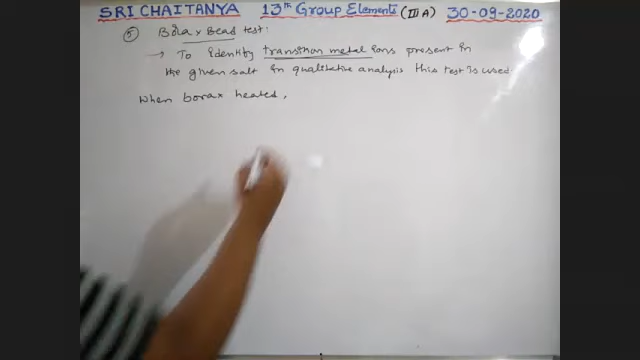 SRI CHAITANYA 13th Group Elements (III A) 30-09-2020
⑤ Borax Bead test:
→ To identity transition metal ions present in
the given salt in qualitative analysis this test is used
When borax heated,